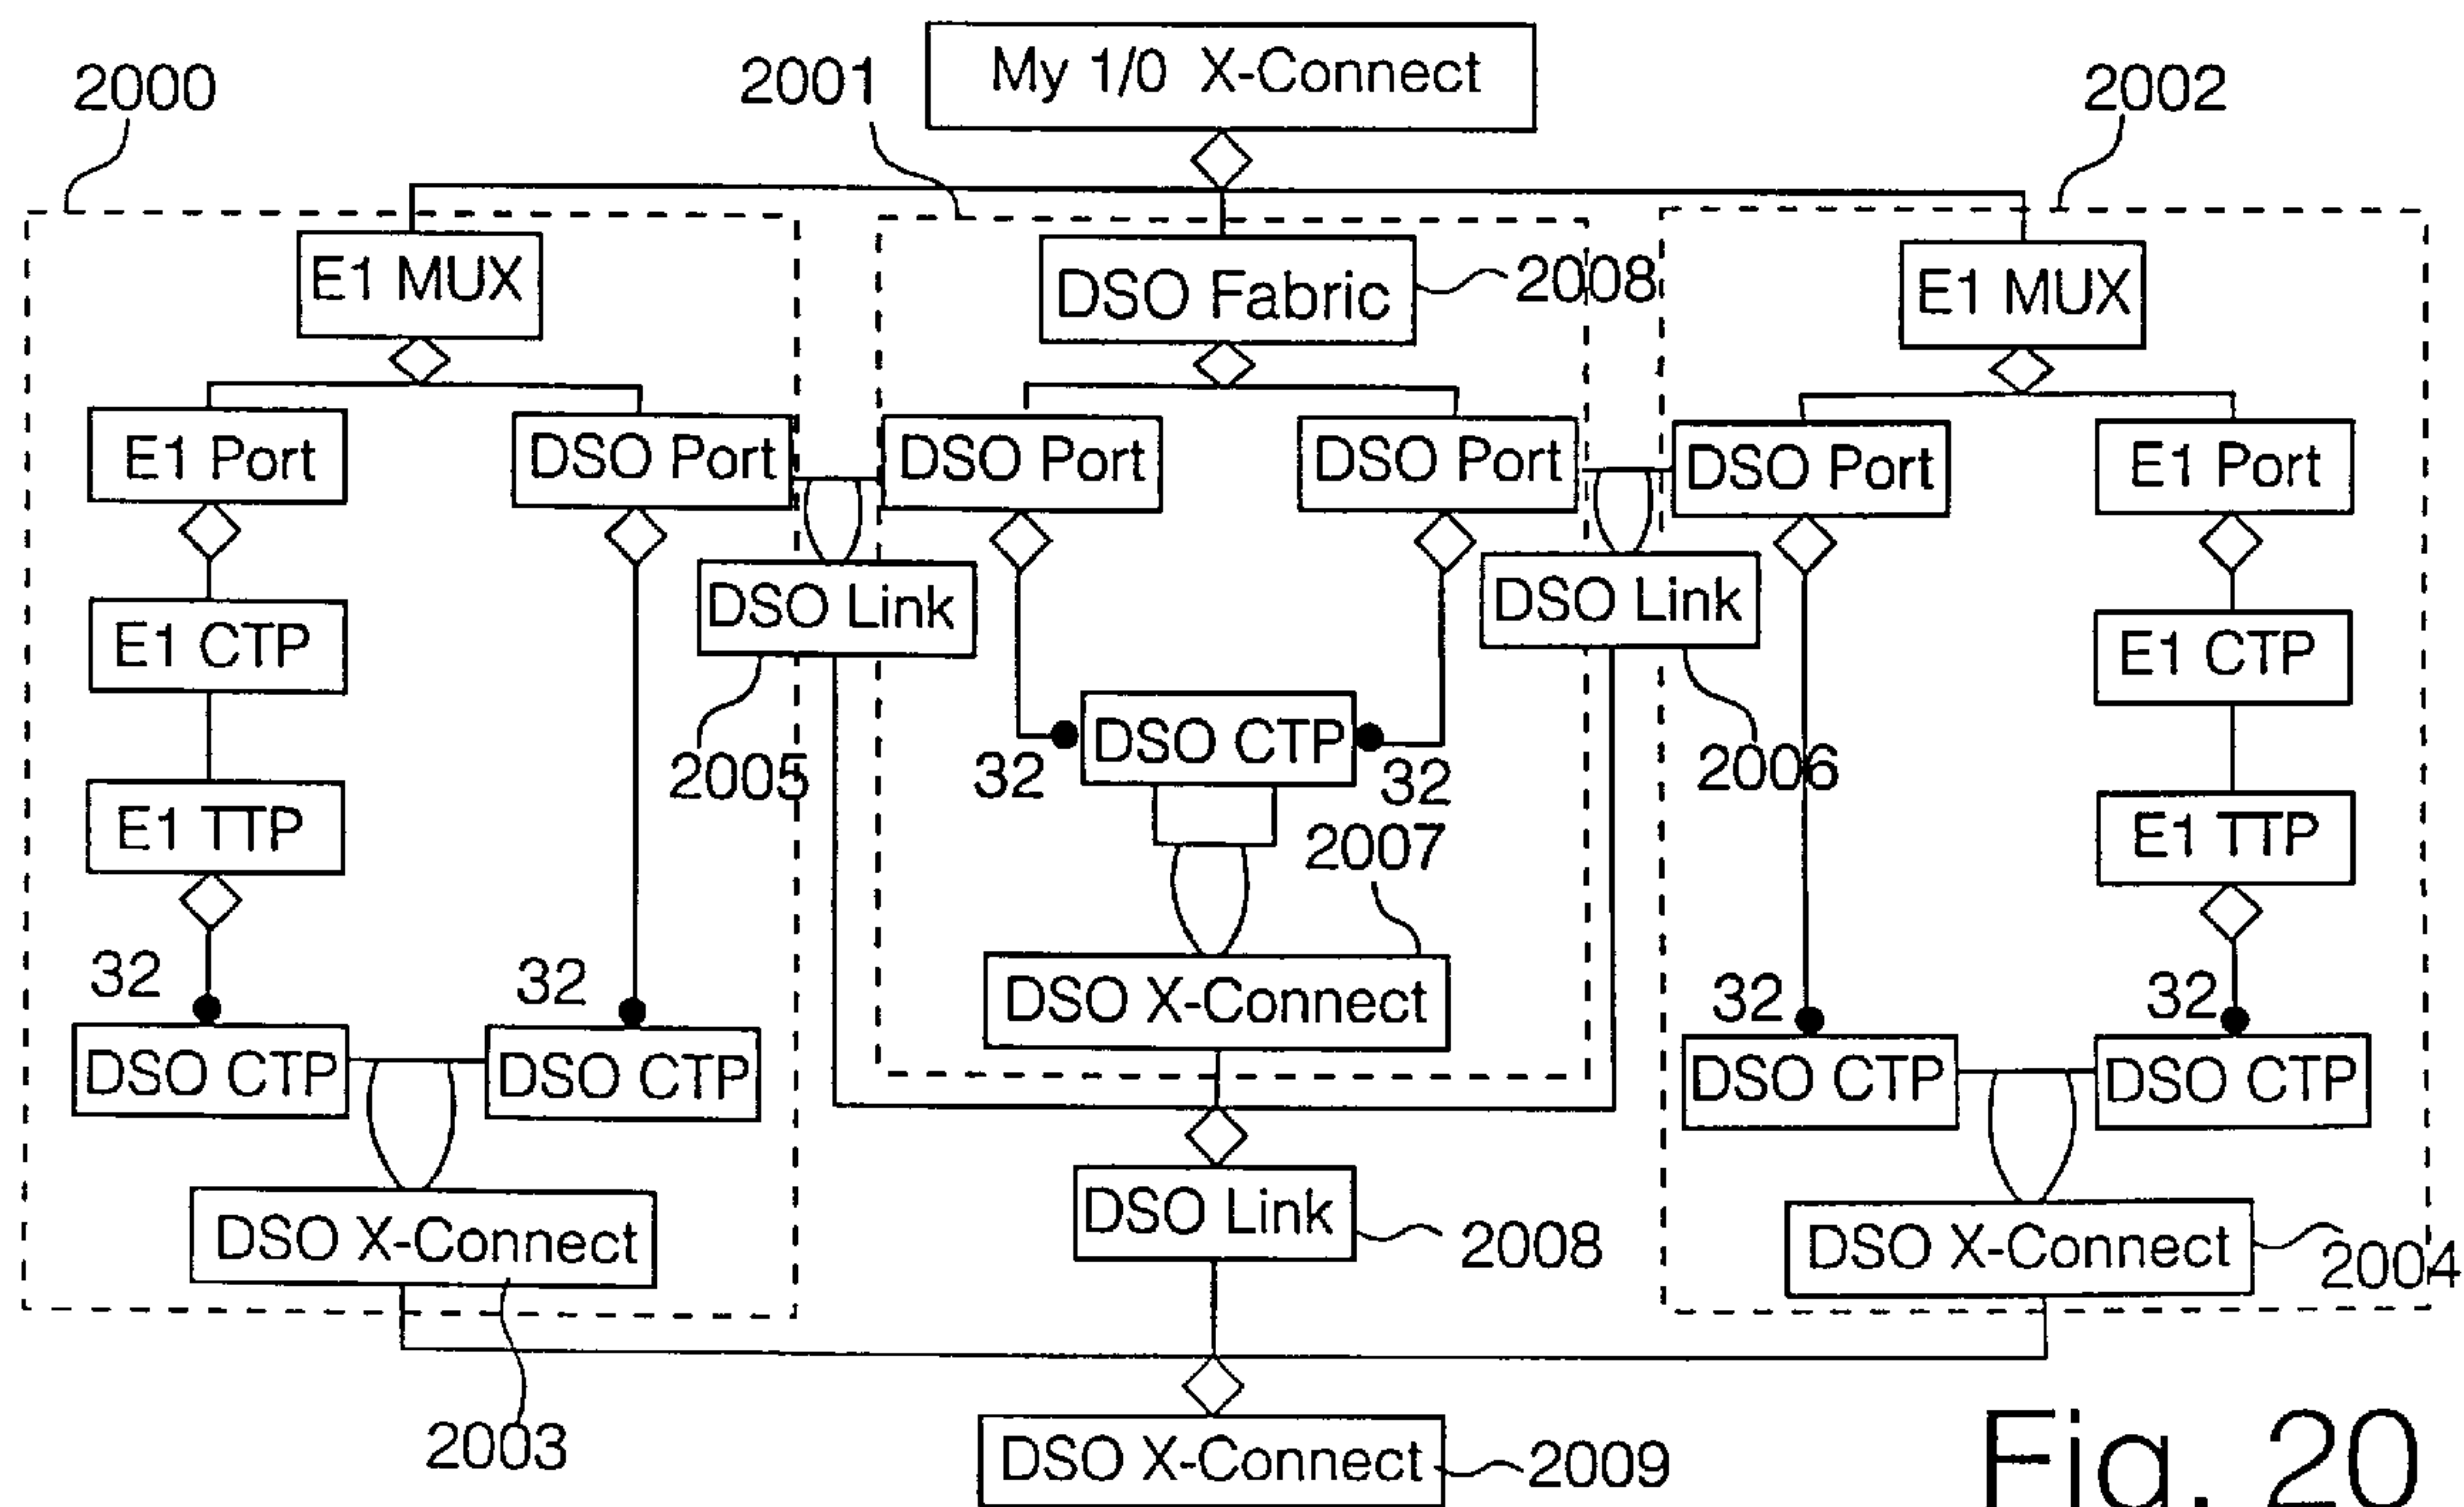 My 1/0 X-Connect
2000
2001
2002
E1 MUX
DSO Fabric
2008
E1 MUX
E1 Port
DSO Port
DSO Port
DSO Port
DSO Port
E1 Port
DSO Link
DSO Link
E1 CTP
E1 CTP
2005
32
DSO CTP
32
2006
E1 TTP
2007
E1 TTP
32
32
DSO X-Connect
32
32
DSO CTP
DSO CTP
DSO CTP
DSO CTP
DSO X-Connect
DSO Link
2008
DSO X-Connect
2004
2003
DSO X-Connect
2009
Fig. 20